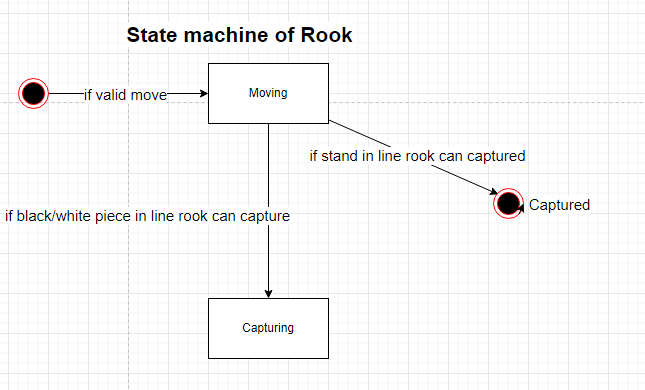 State machine of Rook
if valid move
Moving
if stand in line rook can captured
Captured
if black/white piece in line rook can capture
Capturing